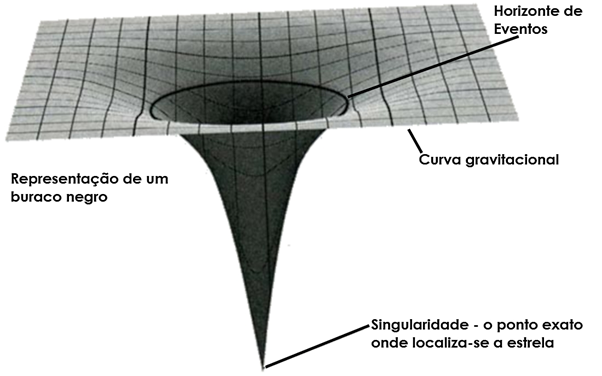 Horizonte de
Eventos
Curva gravitacional
Representação de um
buraco negro
Singularidade - o ponto exato
onde localiza-se a estrela